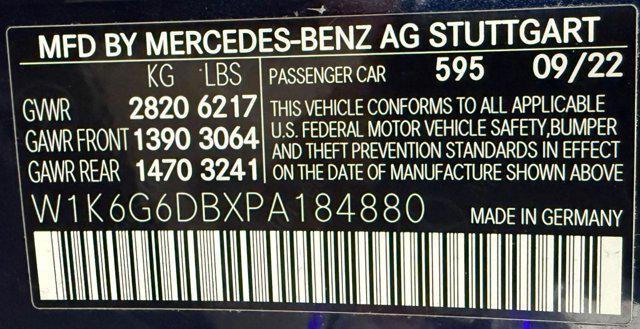 MFD BY MERCEDES-BENZ AG STUTTGART
KG LBS
GVWR 2820 6217
GAWR FRONT 1390 3064
GAWR REAR 1470 3241
PASSENGER CAR 595 09/22
THIS VEHICLE CONFORMS TO ALL APPLICABLE
U.S. FEDERAL MOTOR VEHICLE SAFETY,BUMPER
AND THEFT PREVENTION STANDARDS IN EFFECT
ON THE DATE OF MANUFACTURE SHOWN ABOVE
W1K6G6DBXPA184880
MADE IN GERMANY